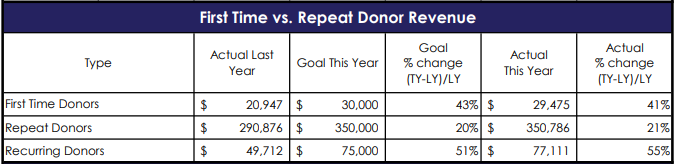 First Time vs. Repeat Donor Revenue
Type Actual Last Year Goal This Year Goal % change (TY-LY)/LY Actual This Year Actual % change (TY-LY)/LY
First Time Donors $ 20,947 $ 30,000 43% $ 29,475 41%
Repeat Donors $ 290,876 $ 350,000 20% $ 350,786 21%
Recurring Donors $ 49,712 $ 75,000 51% $ 77,111 55%